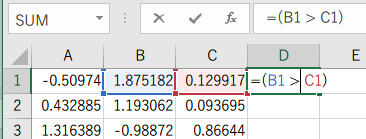 SUM fx =(B1 > C1)
A B C D E
1 -0.50974 1.875182 0.129917 =(B1 > C1)
2 0.432885 1.193062 0.093695
3 1.316389 -0.98872 0.86644